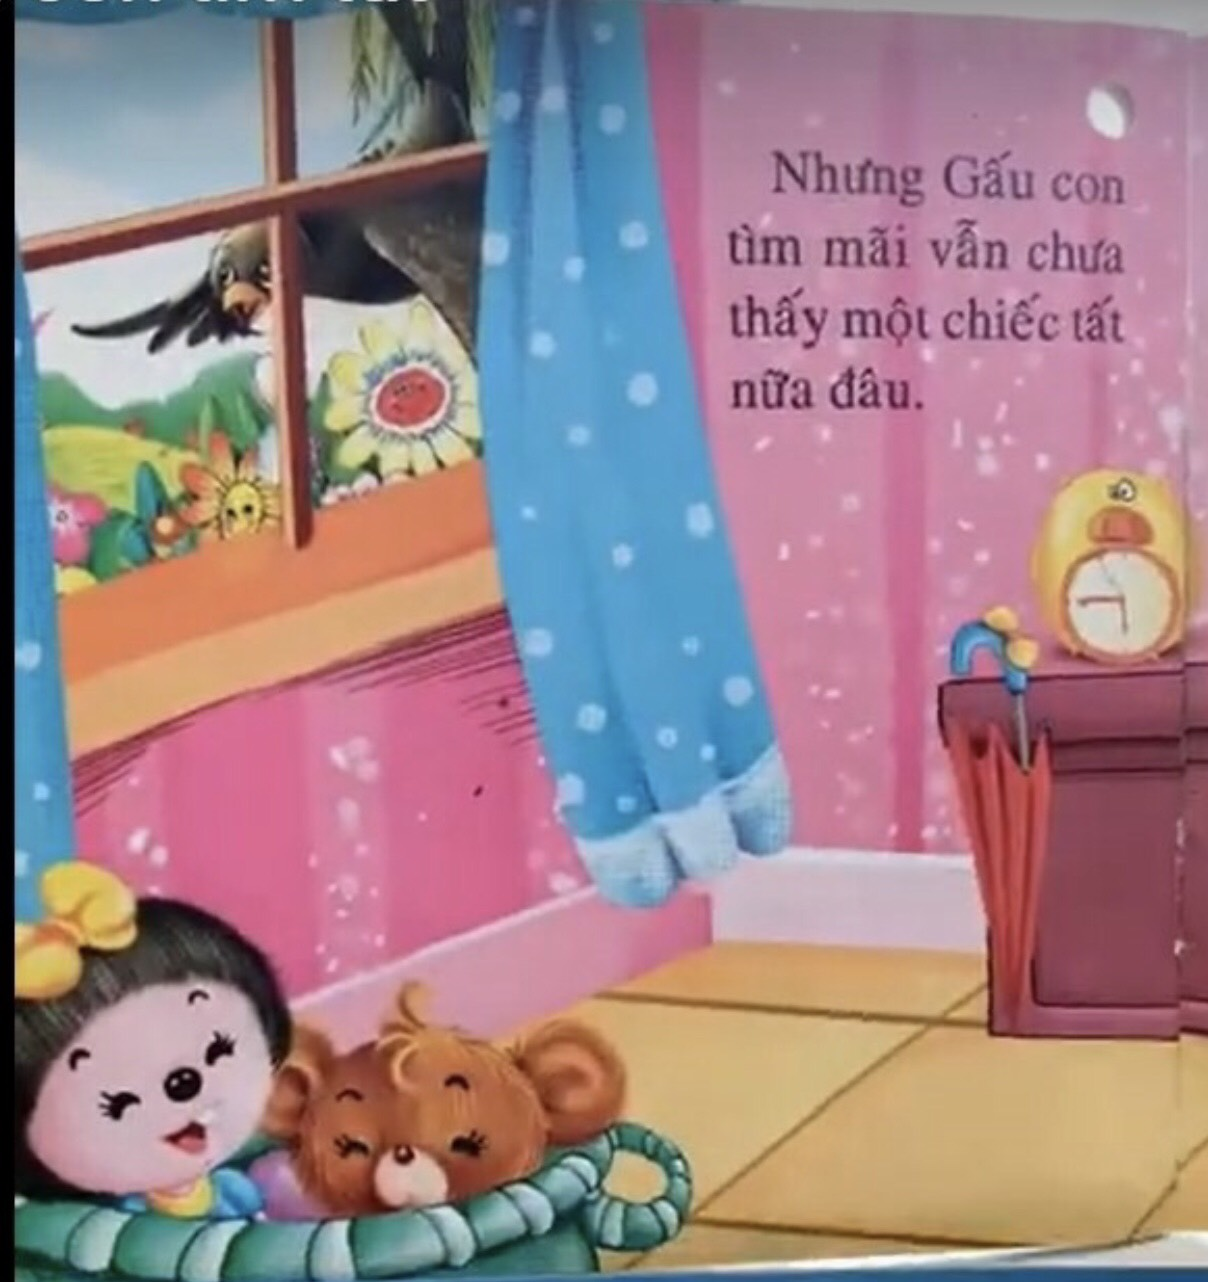 Nhưng Gấu con
tìm mãi vẫn chưa
thấy một chiếc tất
nữa đâu.